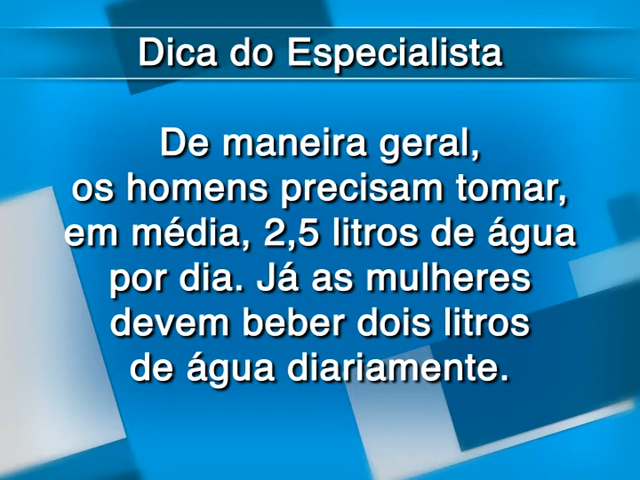 Dica do Especialista
De maneira geral,
os homens precisam tomar,
em média, 2,5 litros de água
por dia. Já as mulheres
devem beber dois litros
de água diariamente.